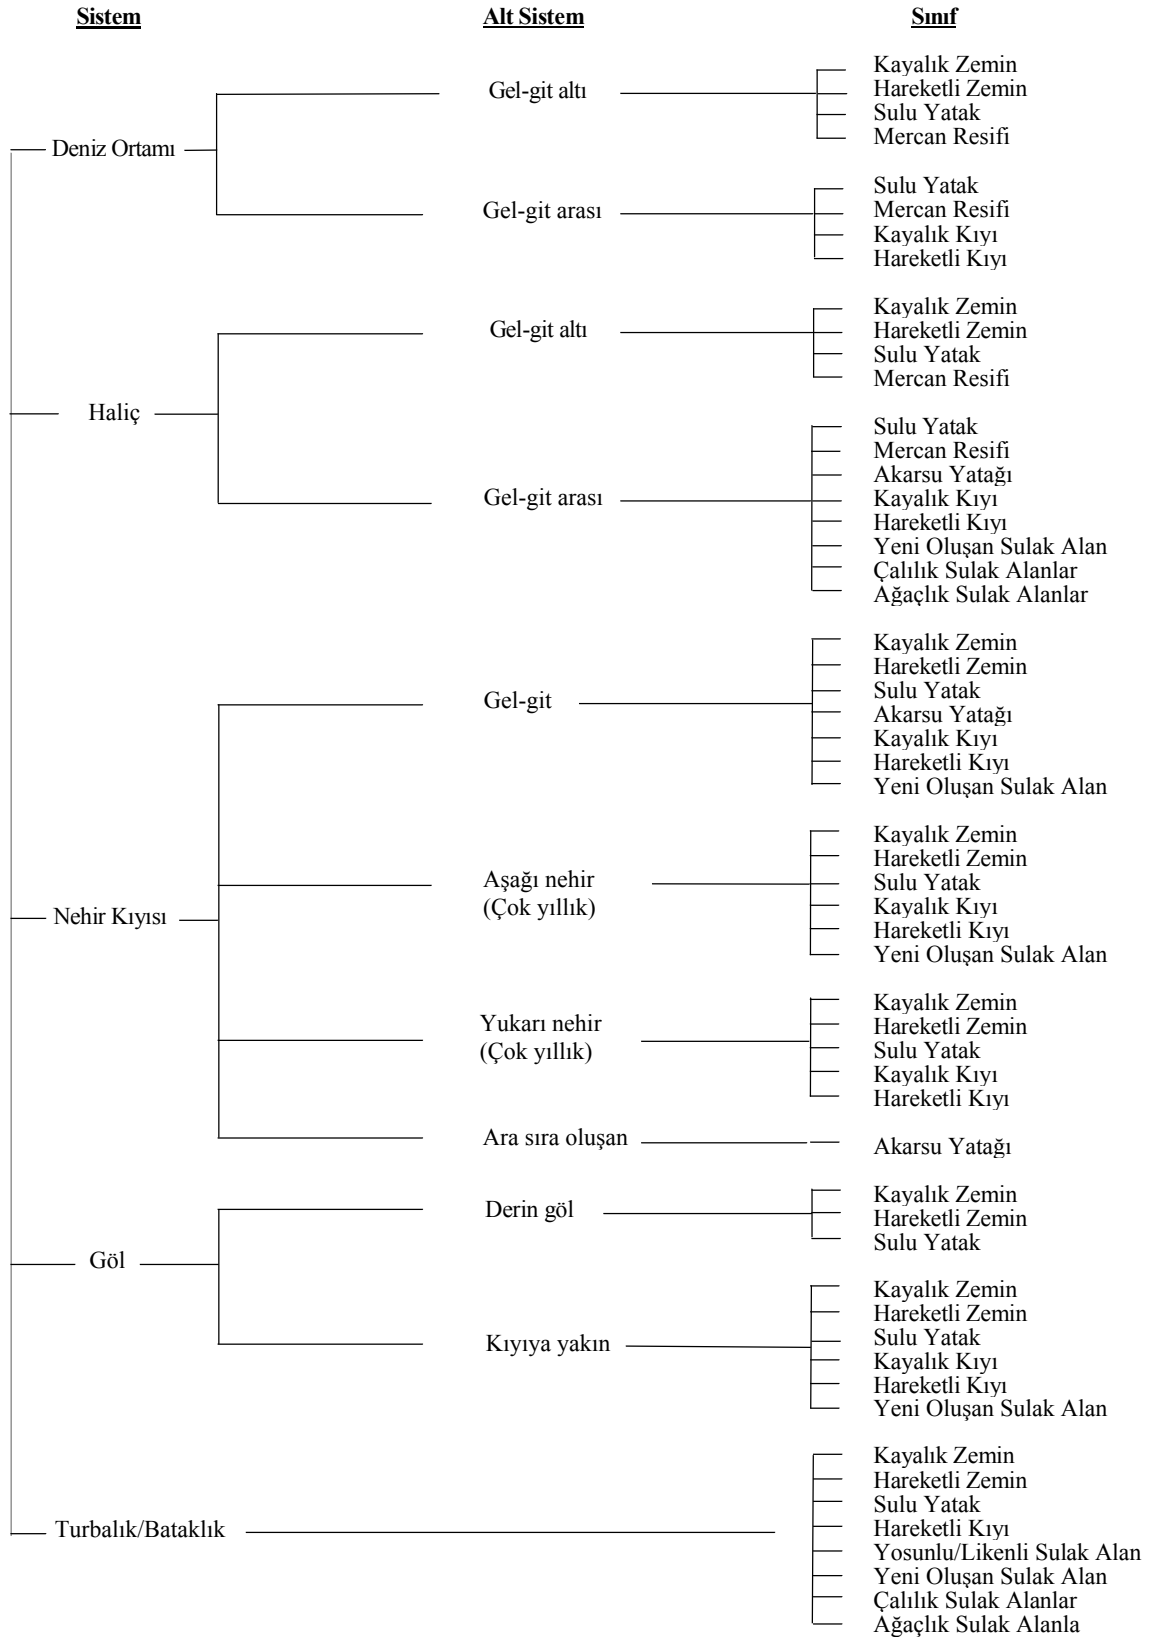 Sistem Alt Sistem Sınıf
Kayalık Zemin
Gel-git altı Hareketli Zemin
Sulu Yatak
Mercan Resifi
Deniz Ortamı
Sulu Yatak
Gel-git arası Mercan Resifi
Kayalık Kıyı
Hareketli Kıyı
Kayalık Zemin
Gel-git altı Hareketli Zemin
Sulu Yatak
Mercan Resifi
Haliç
Sulu Yatak
Mercan Resifi
Akarsu Yatağı
Gel-git arası Kayalık Kıyı
Hareketli Kıyı
Yeni Oluşan Sulak Alan
Çalılık Sulak Alanlar
Ağaçlık Sulak Alanlar
Kayalık Zemin
Hareketli Zemin
Sulu Yatak
Gel-git Akarsu Yatağı
Kayalık Kıyı
Hareketli Kıyı
Yeni Oluşan Sulak Alan
Kayalık Zemin
Hareketli Zemin
Aşağı nehir Sulu Yatak
(Çok yıllık) Kayalık Kıyı
Nehir Kıyısı Hareketli Kıyı
Yeni Oluşan Sulak Alan
Kayalık Zemin
Yukarı nehir Hareketli Zemin
(Çok yıllık) Sulu Yatak
Kayalık Kıyı
Hareketli Kıyı
Ara sıra oluşan Akarsu Yatağı
Kayalık Zemin
Derin göl Hareketli Zemin
Sulu Yatak
Göl
Kayalık Zemin
Hareketli Zemin
Kıyıya yakın Sulu Yatak
Kayalık Kıyı
Hareketli Kıyı
Yeni Oluşan Sulak Alan
Kayalık Zemin
Hareketli Zemin
Sulu Yatak
Turbalık/Bataklık Hareketli Kıyı
Yosunlu/Likenli Sulak Alan
Yeni Oluşan Sulak Alan
Çalılık Sulak Alanlar
Ağaçlık Sulak Alanla